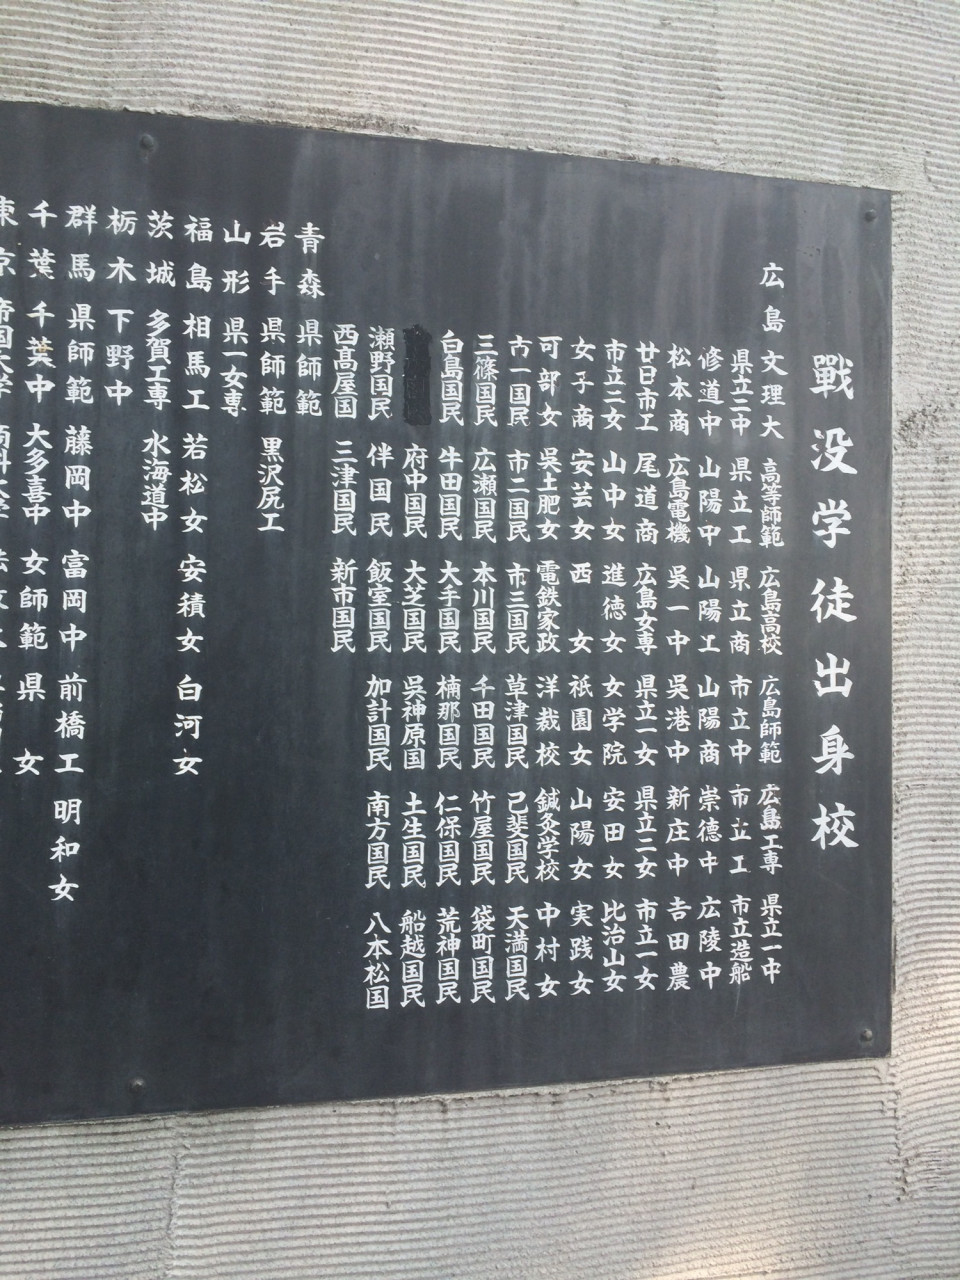 戰没学徒出身校
広島 文理大 高等師範 広島高校 広島師範 広島工専 県立一中
県立二中 県立工 県立商 市立中 市立工 市立造船
修道中 山陽中 山陽工 山陽商 崇徳中 広陵中
松本商 広島電機 呉一中 呉港中 新庄中 吉田農
廿日市工 尾道商 広島女専 県立一女 県立二女 市立一女
市立二女 山中女 進徳女 女学院 安田女 比治山女
女子商 安芸女 西女 祇園女 山陽女 実践女
可部女 呉土肥女 電鉄家政 洋裁校 鍼灸学校 中村女
古一国民 市二国民 市三国民 草津国民 己斐国民 天満国民
三篠国民 広瀬国民 本川国民 千田国民 竹屋国民 袋町国民
白島国民 牛田国民 大手国民 楠那国民 仁保国民 荒神国民
府中国民 大芝国民 呉神原国 土生国民 船越国民
瀬野国民 伴国民 飯室国民 加計国民 南方国民 八本松国
西高屋国 三津国民 新市国民
青森 県師範
岩手 県師範 黒沢尻工
山形 県一女専
福島 相馬工 若松女 安積女 白河女
茨城 多賀工専 水海道中
栃木 下野中
群馬 県師範 藤岡中 富岡中 前橋工 明和女
千葉 千葉中 大多喜中 女師範 県女
東京 帝国大学